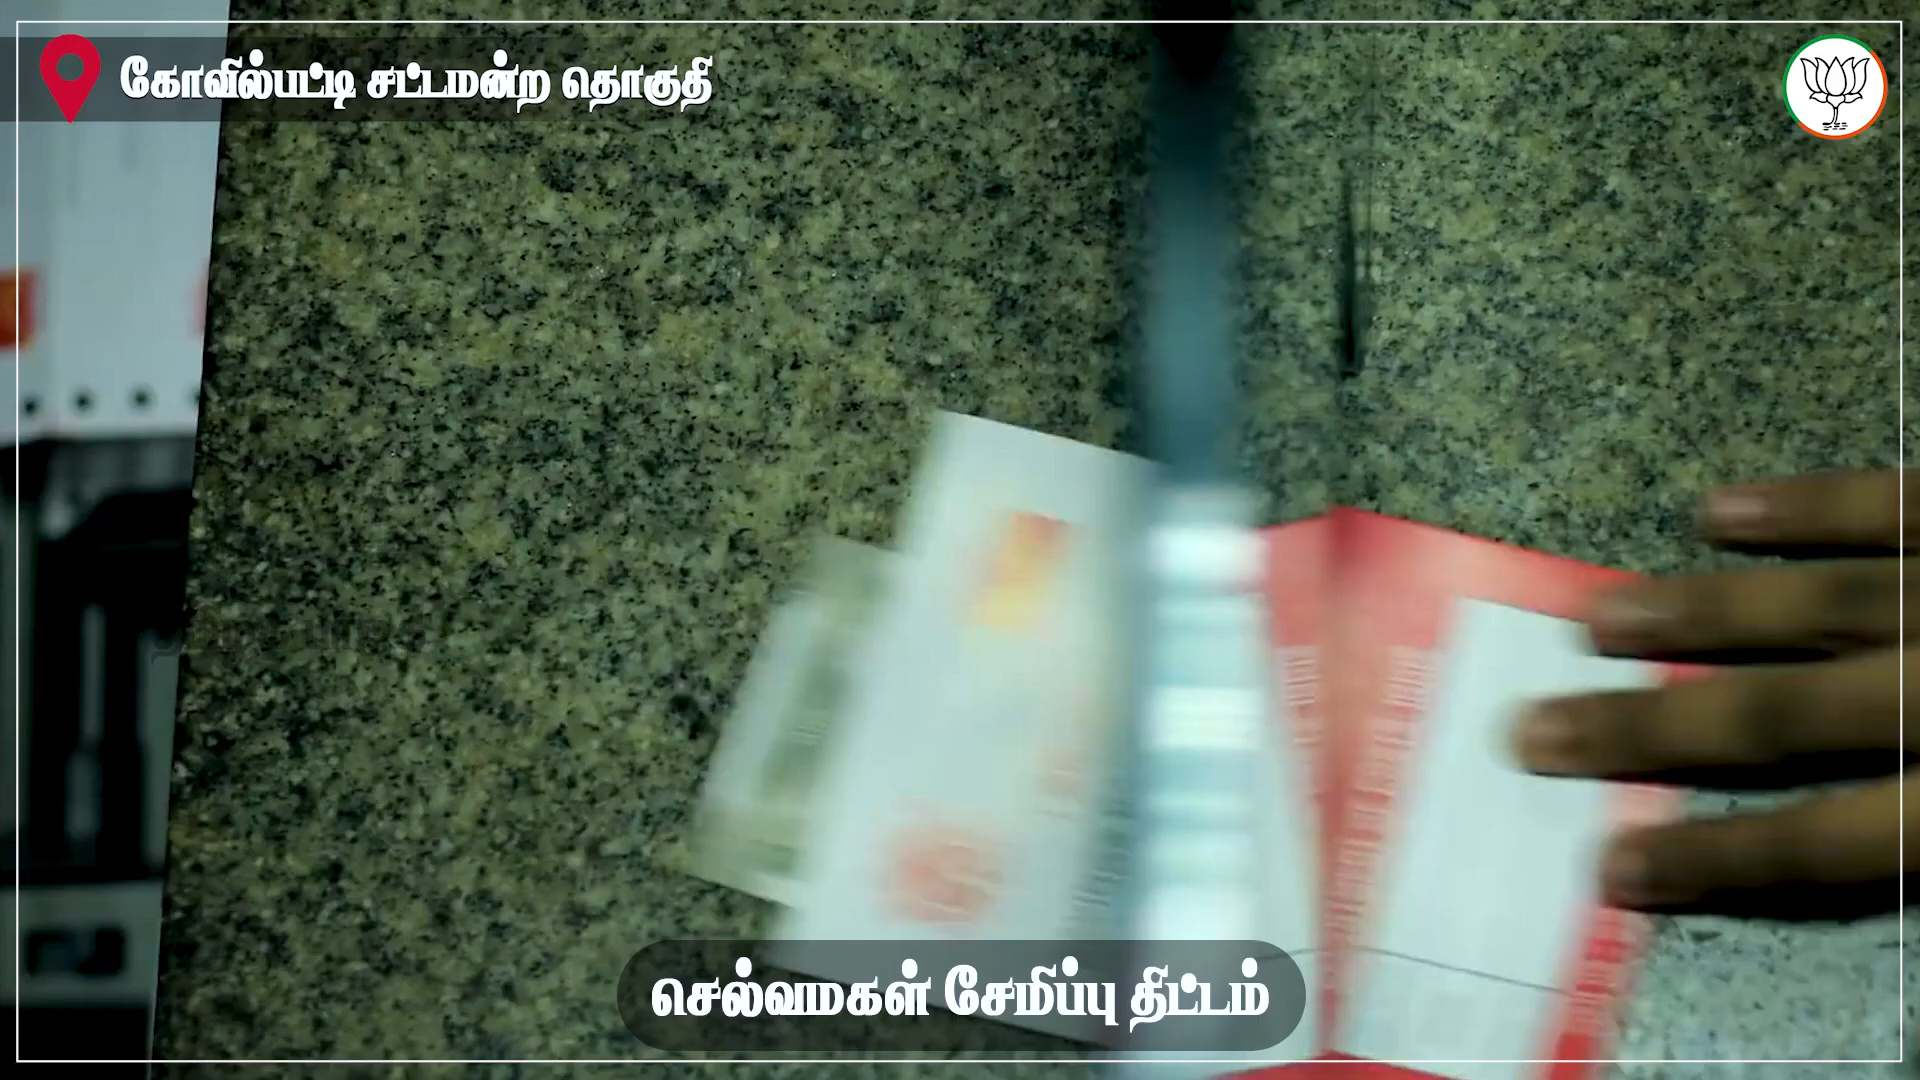 கோவில்பட்டி சட்டமன்ற தொகுதி
செல்வமகள் சேமிப்பு திட்டம்